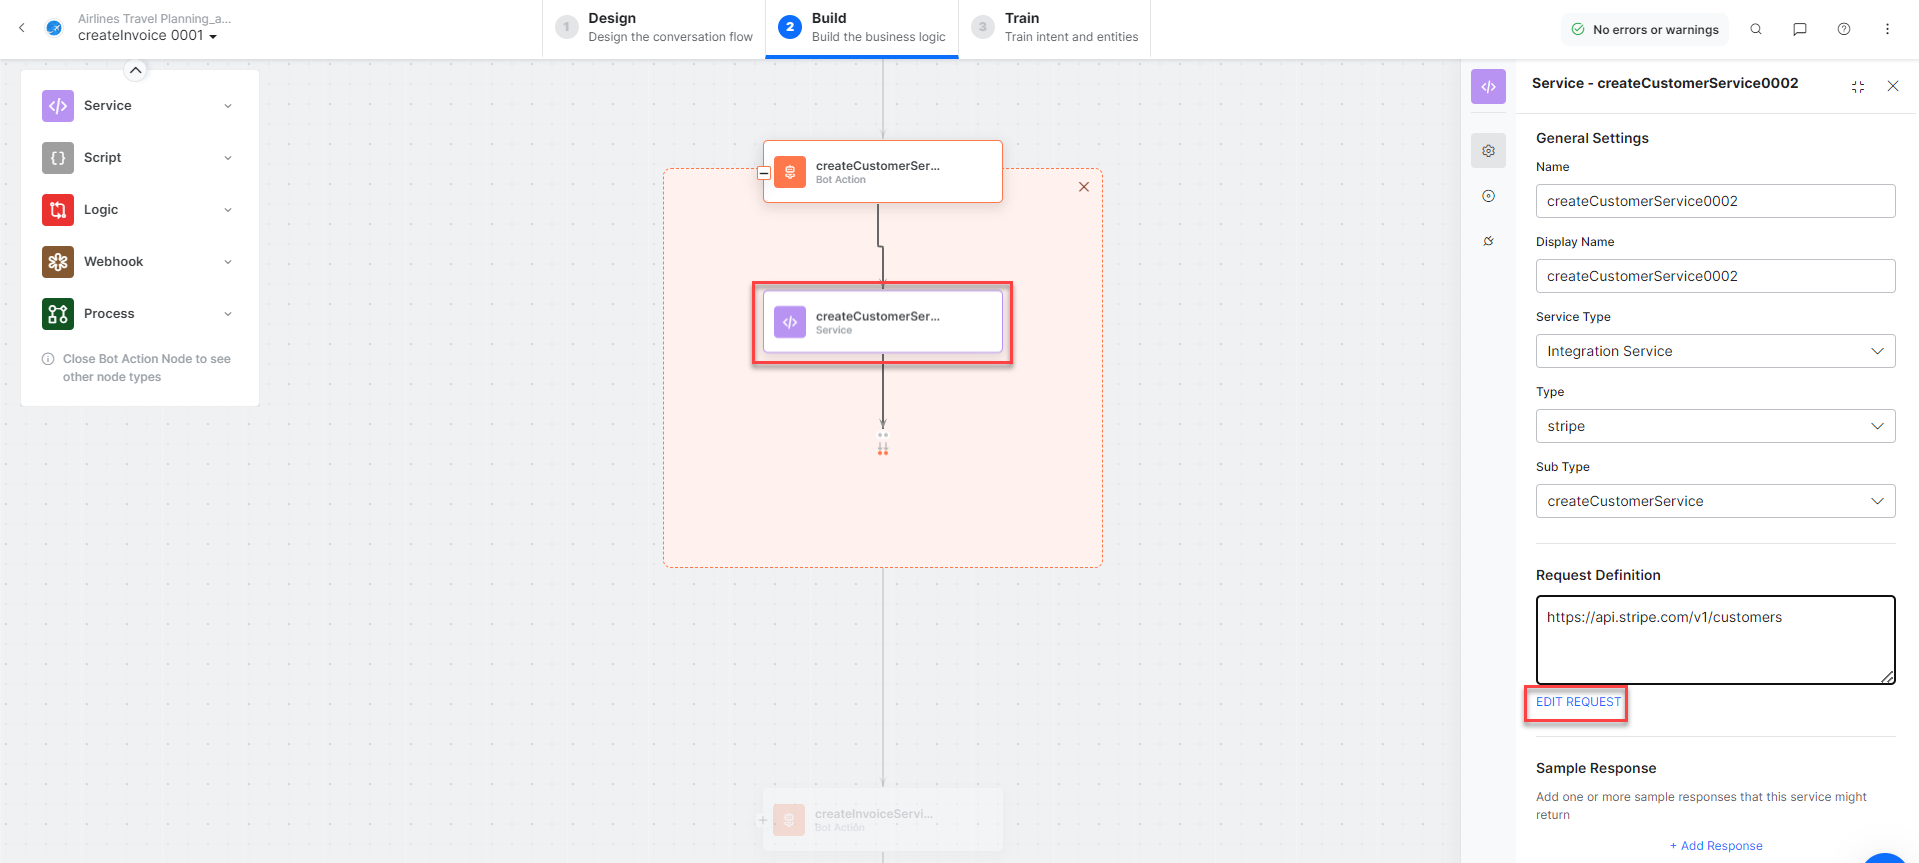 Airlines Travel Planning_a...
createInvoice 0001
1
Design
Design the conversation flow
2
Build
Build the business logic
3
Train
Train intent and entities
No errors or warnings
Service
Script
Logic
Webhook
Process
Close Bot Action Node to see
other node types
createCustomerSer...
Bot Action
createCustomerSer...
Service
createInvoiceServi...
Bot Action
Service - createCustomerService0002
General Settings
Name
createCustomerService0002
Display Name
createCustomerService0002
Service Type
Integration Service
Type
stripe
Sub Type
createCustomerService
Request Definition
https://api.stripe.com/v1/customers
EDIT REQUEST
Sample Response
Add one or more sample responses that this service might
return
+ Add Response